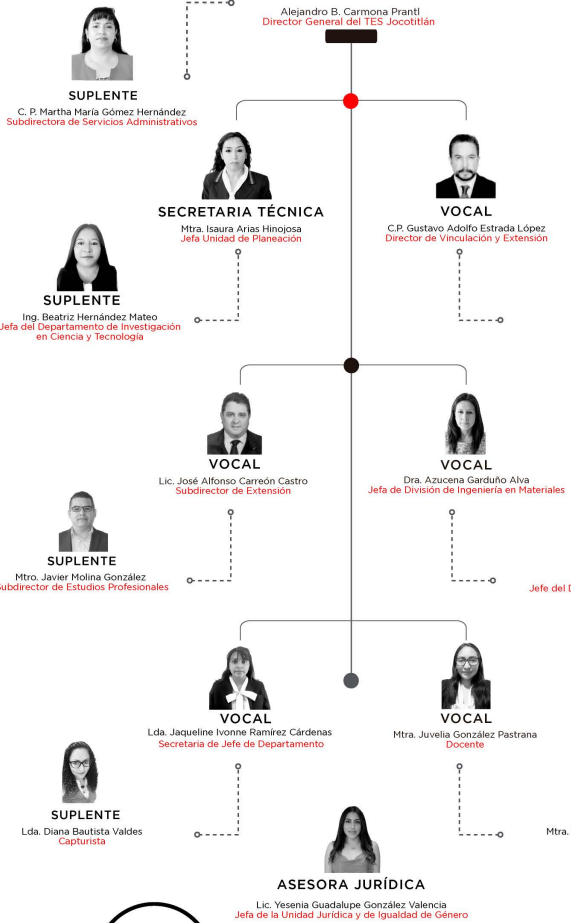 Alejandro B. Carmona Prantl
Director General del TES Jocotitlán
SUPLENTE
C. P. Martha María Gómez Hernández
Subdirectora de Servicios Administrativos
SECRETARIA TÉCNICA
Mtra. Isaura Arias Hinojosa
Jefa Unidad de Planeación
VOCAL
C.P. Gustavo Adolfo Estrada López
Director de Vinculación y Extensión
SUPLENTE
Ing. Beatriz Hernández Mateo
Jefa del Departamento de Investigación
en Ciencia y Tecnología
VOCAL
Lic. José Alfonso Carreón Castro
Subdirector de Extensión
VOCAL
Dra. Azucena Garduño Alva
Jefa de División de Ingeniería en Materiales
SUPLENTE
Mtro. Javier Molina González
Subdirector de Estudios Profesionales
Jefe del D
VOCAL
Lda. Jaqueline Ivonne Ramírez Cárdenas
Secretaria de Jefe de Departamento
VOCAL
Mtra. Juvelia González Pastrana
Docente
SUPLENTE
Lda. Diana Bautista Valdes
Capturista
Mtra.
ASESORA JURÍDICA
Lic. Yesenia Guadalupe González Valencia
Jefa de la Unidad Jurídica y de Igualdad de Género